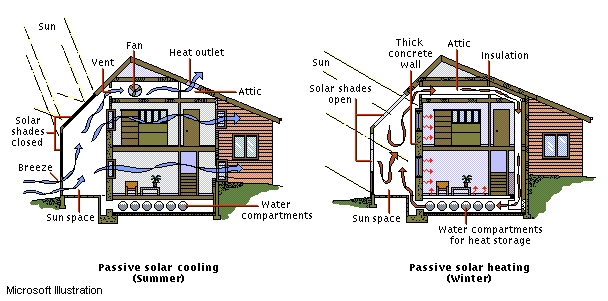 Sun
Fan
Vent
Heat outlet
Attic
Solar
shades
closed
Breeze
Sun space
Water
compartments
Passive solar cooling
(Summer)
Thick
concrete
wall
Attic
Insulation
Sun
Solar shades
open
Sun space
Water compartments
for heat storage
Passive solar heating
(Winter)
Microsoft Illustration